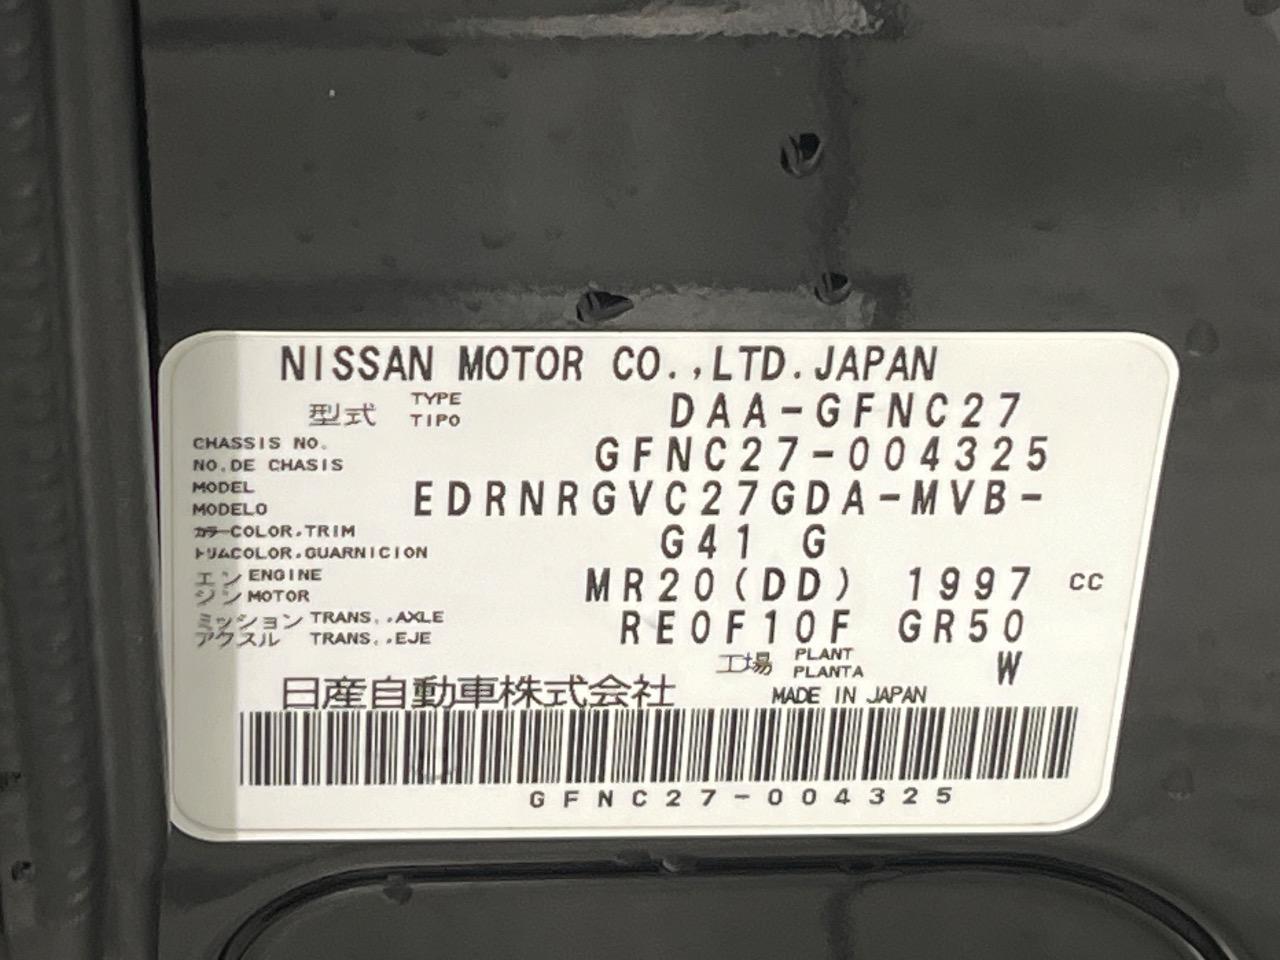 NISSAN MOTOR CO.,LTD.JAPAN
型式 TYPE TIPO DAA-GFNC27
CHASSIS NO. NO.DE CHASIS GFNC27-004325
MODEL MODELO EDRNRGVC27GDA-MVB-
カラー COLOR.TRIM トリム COLOR.GUARNICION G41 G
エンジン ENGINE MOTOR MR20(DD) 1997 CC
ミッション TRANS..AXLE アクスル TRANS..EJE RE0F10F GR50
工場 PLANT PLANTA W
日産自動車株式会社 MADE IN JAPAN
GFNC27-004325